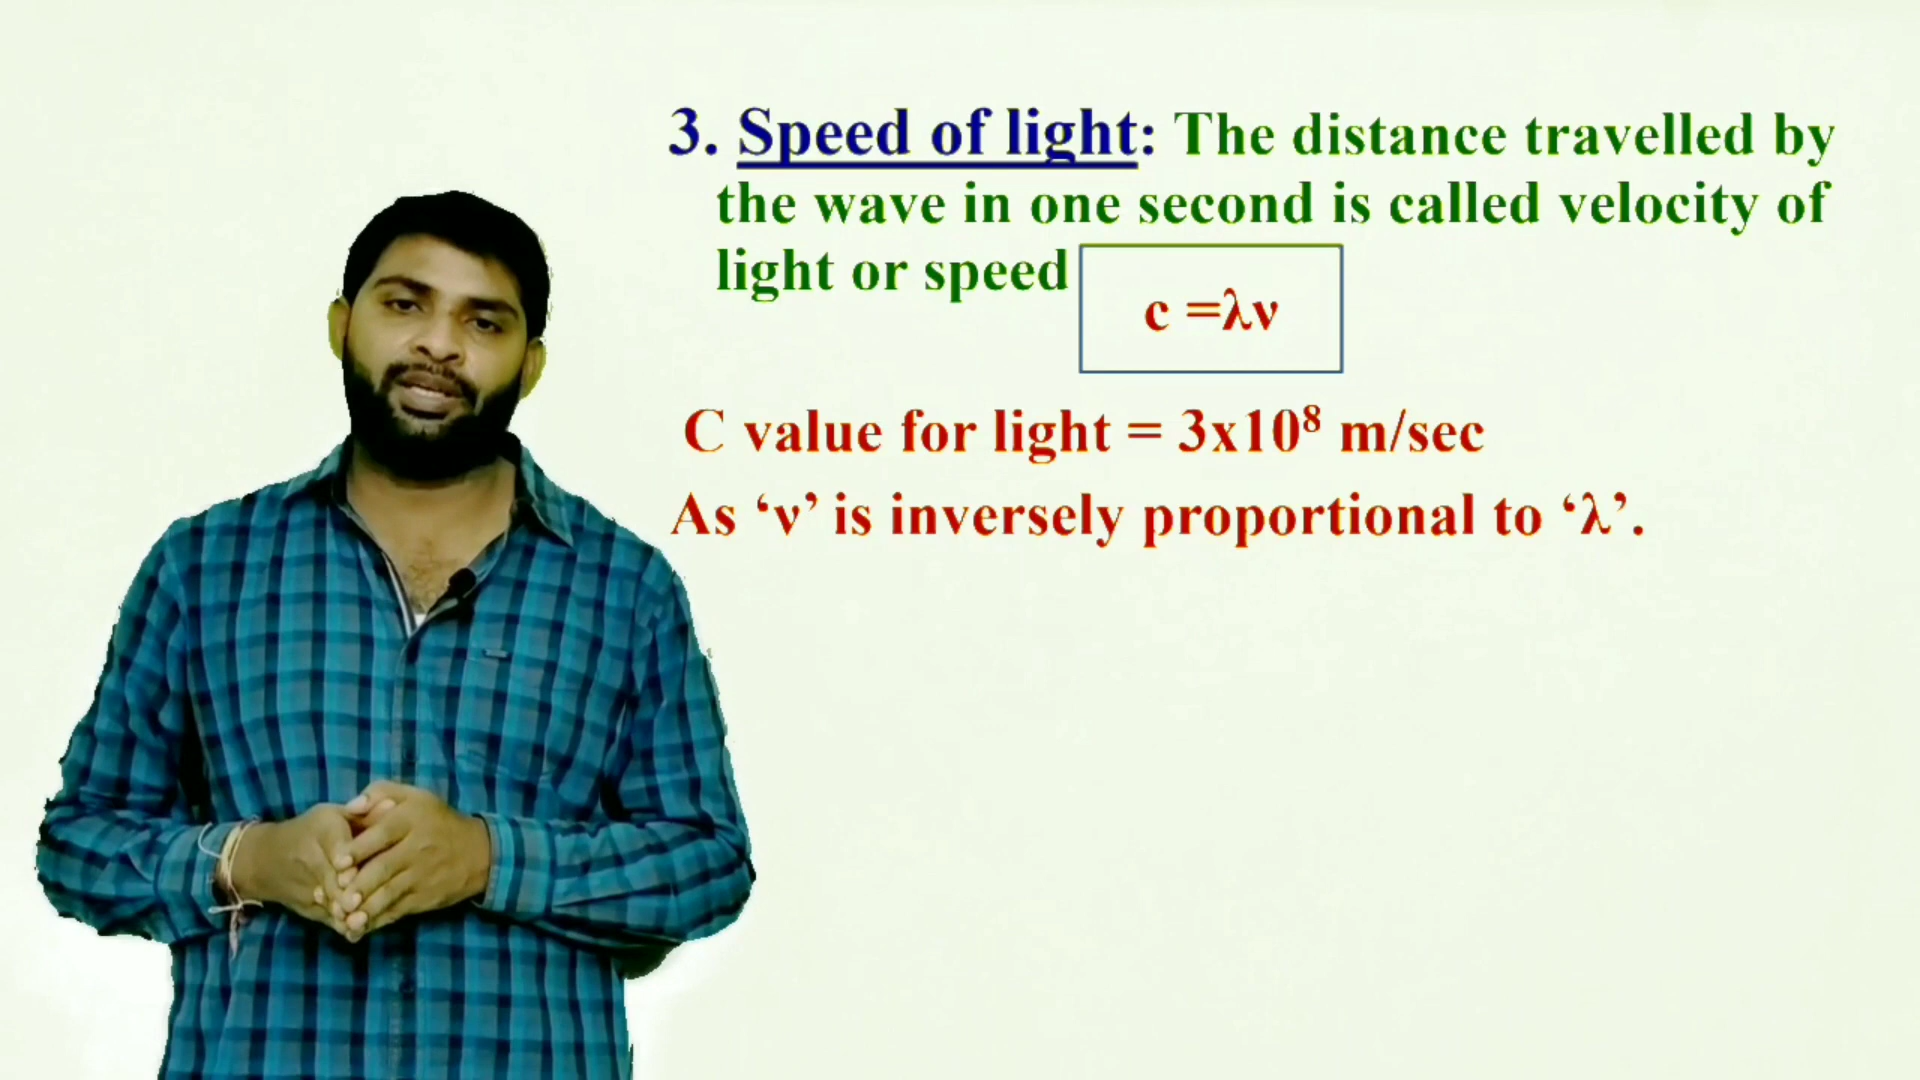 3. Speed of light: The distance travelled by
the wave in one second is called velocity of
light or speed
c =λν
C value for light = 3x10⁸ m/sec
As ‘ν’ is inversely proportional to ‘λ’.